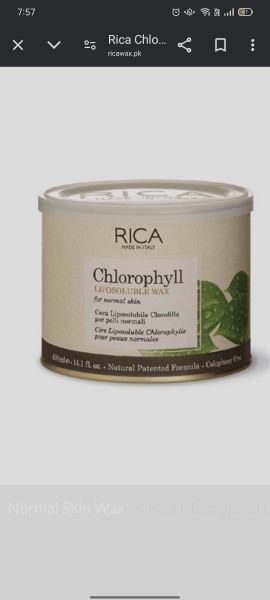 7:57
Rica Chlo...
ricawax.pk
RICA
RICA
MADE IN ITALY
Chlorophyll
LIPOSOLUBLE WAX
for normal skin
Cera Liposolubile Clorofilla
per pelli normali
Cire Liposoluble Chlorophylle
pour peaux normales
400ml e • 14.1 fl. oz. • Natural Patented Formula • Colophony Free
Normal Skin Wax